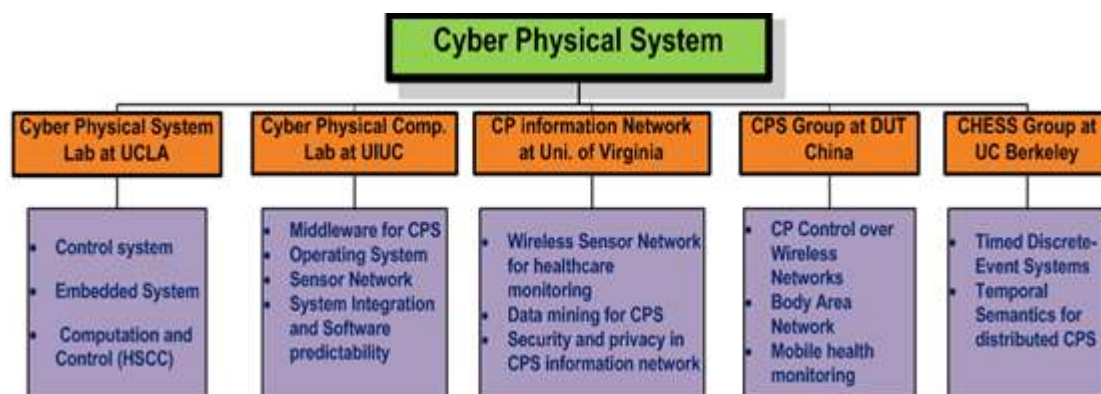 Cyber Physical System
Cyber Physical System
Lab at UCLA
Cyber Physical Comp.
Lab at UIUC
CP information Network
at Uni. of Virginia
CPS Group at DUT
China
CHESS Group at
UC Berkeley
• Control system
• Embedded System
• Computation and
Control (HSCC)
• Middleware for CPS
• Operating System
• Sensor Network
• System Integration
and Software
predictability
• Wireless Sensor Network
for healthcare
monitoring
• Data mining for CPS
• Security and privacy in
CPS information network
• CP Control over
Wireless
Networks
• Body Area
Network
• Mobile health
monitoring
• Timed Discrete-
Event Systems
• Temporal
Semantics for
distributed CPS